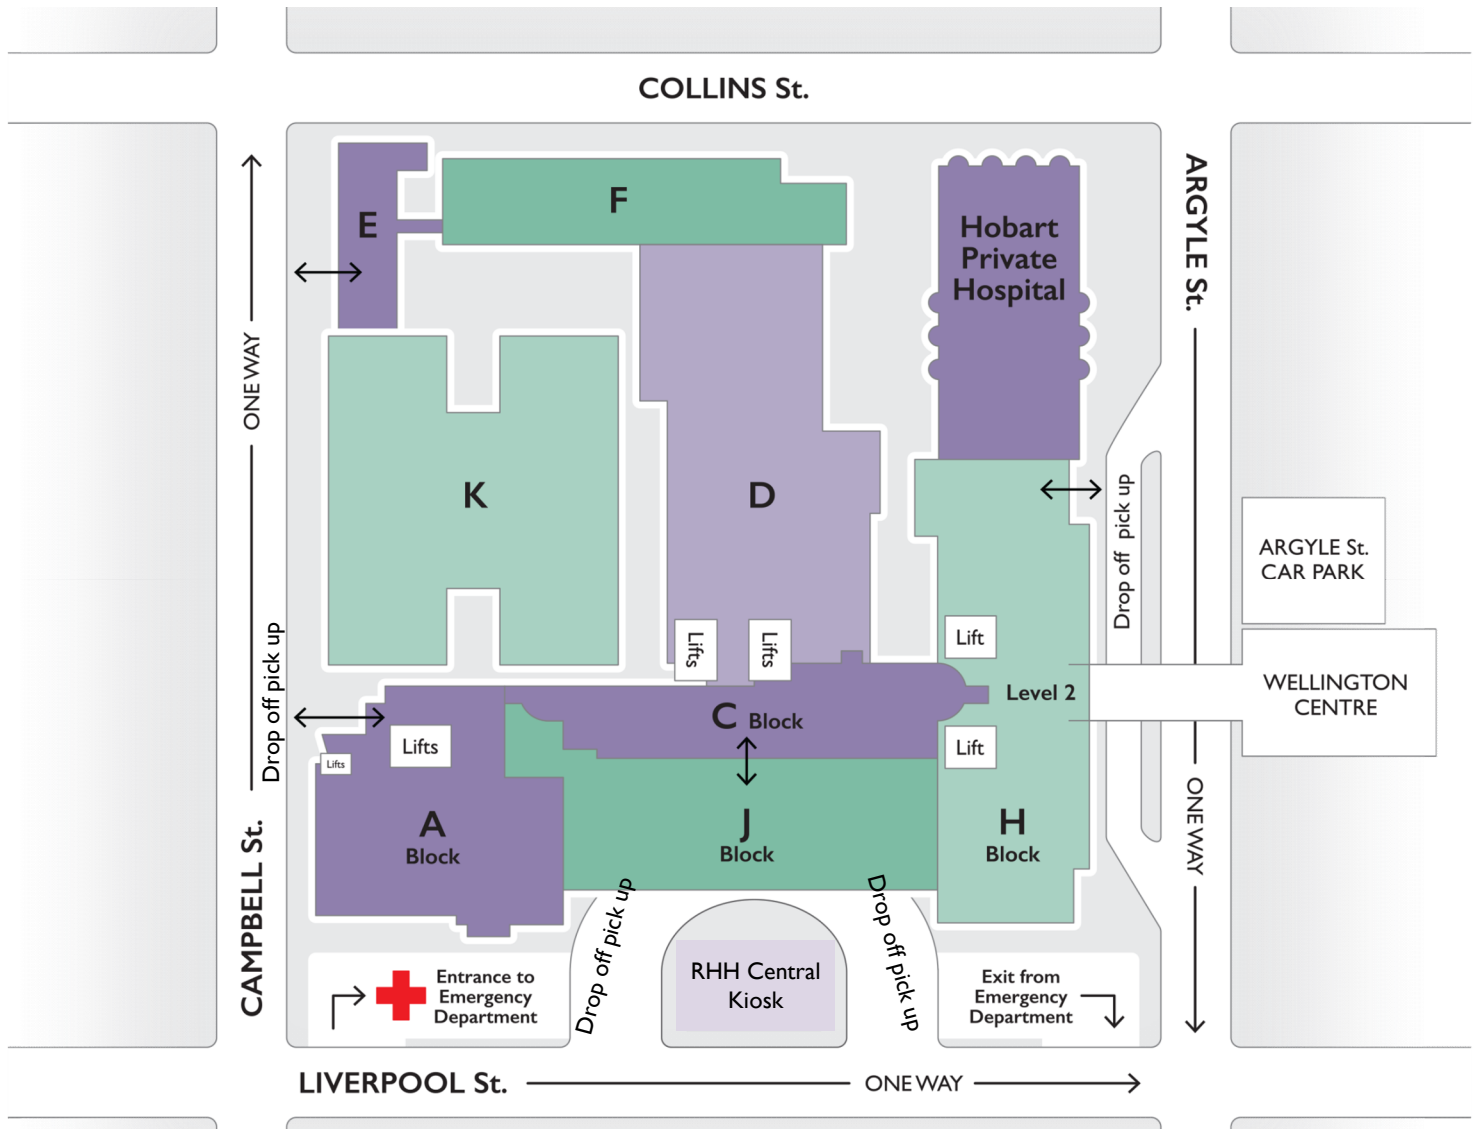 COLLINS St.
E
F
Hobart
Private
Hospital
ARGYLE St.
ONE WAY
K
D
Drop off pick up
ARGYLE St.
CAR PARK
Drop off pick up
Lifts
Lifts
Lift
Level 2
WELLINGTON
CENTRE
C Block
Lifts
Lifts
Lift
A
Block
J
Block
H
Block
ONE WAY
CAMPBELL St.
Drop off pick up
Drop off pick up
Entrance to
Emergency
Department
RHH Central
Kiosk
Exit from
Emergency
Department
LIVERPOOL St.
ONE WAY